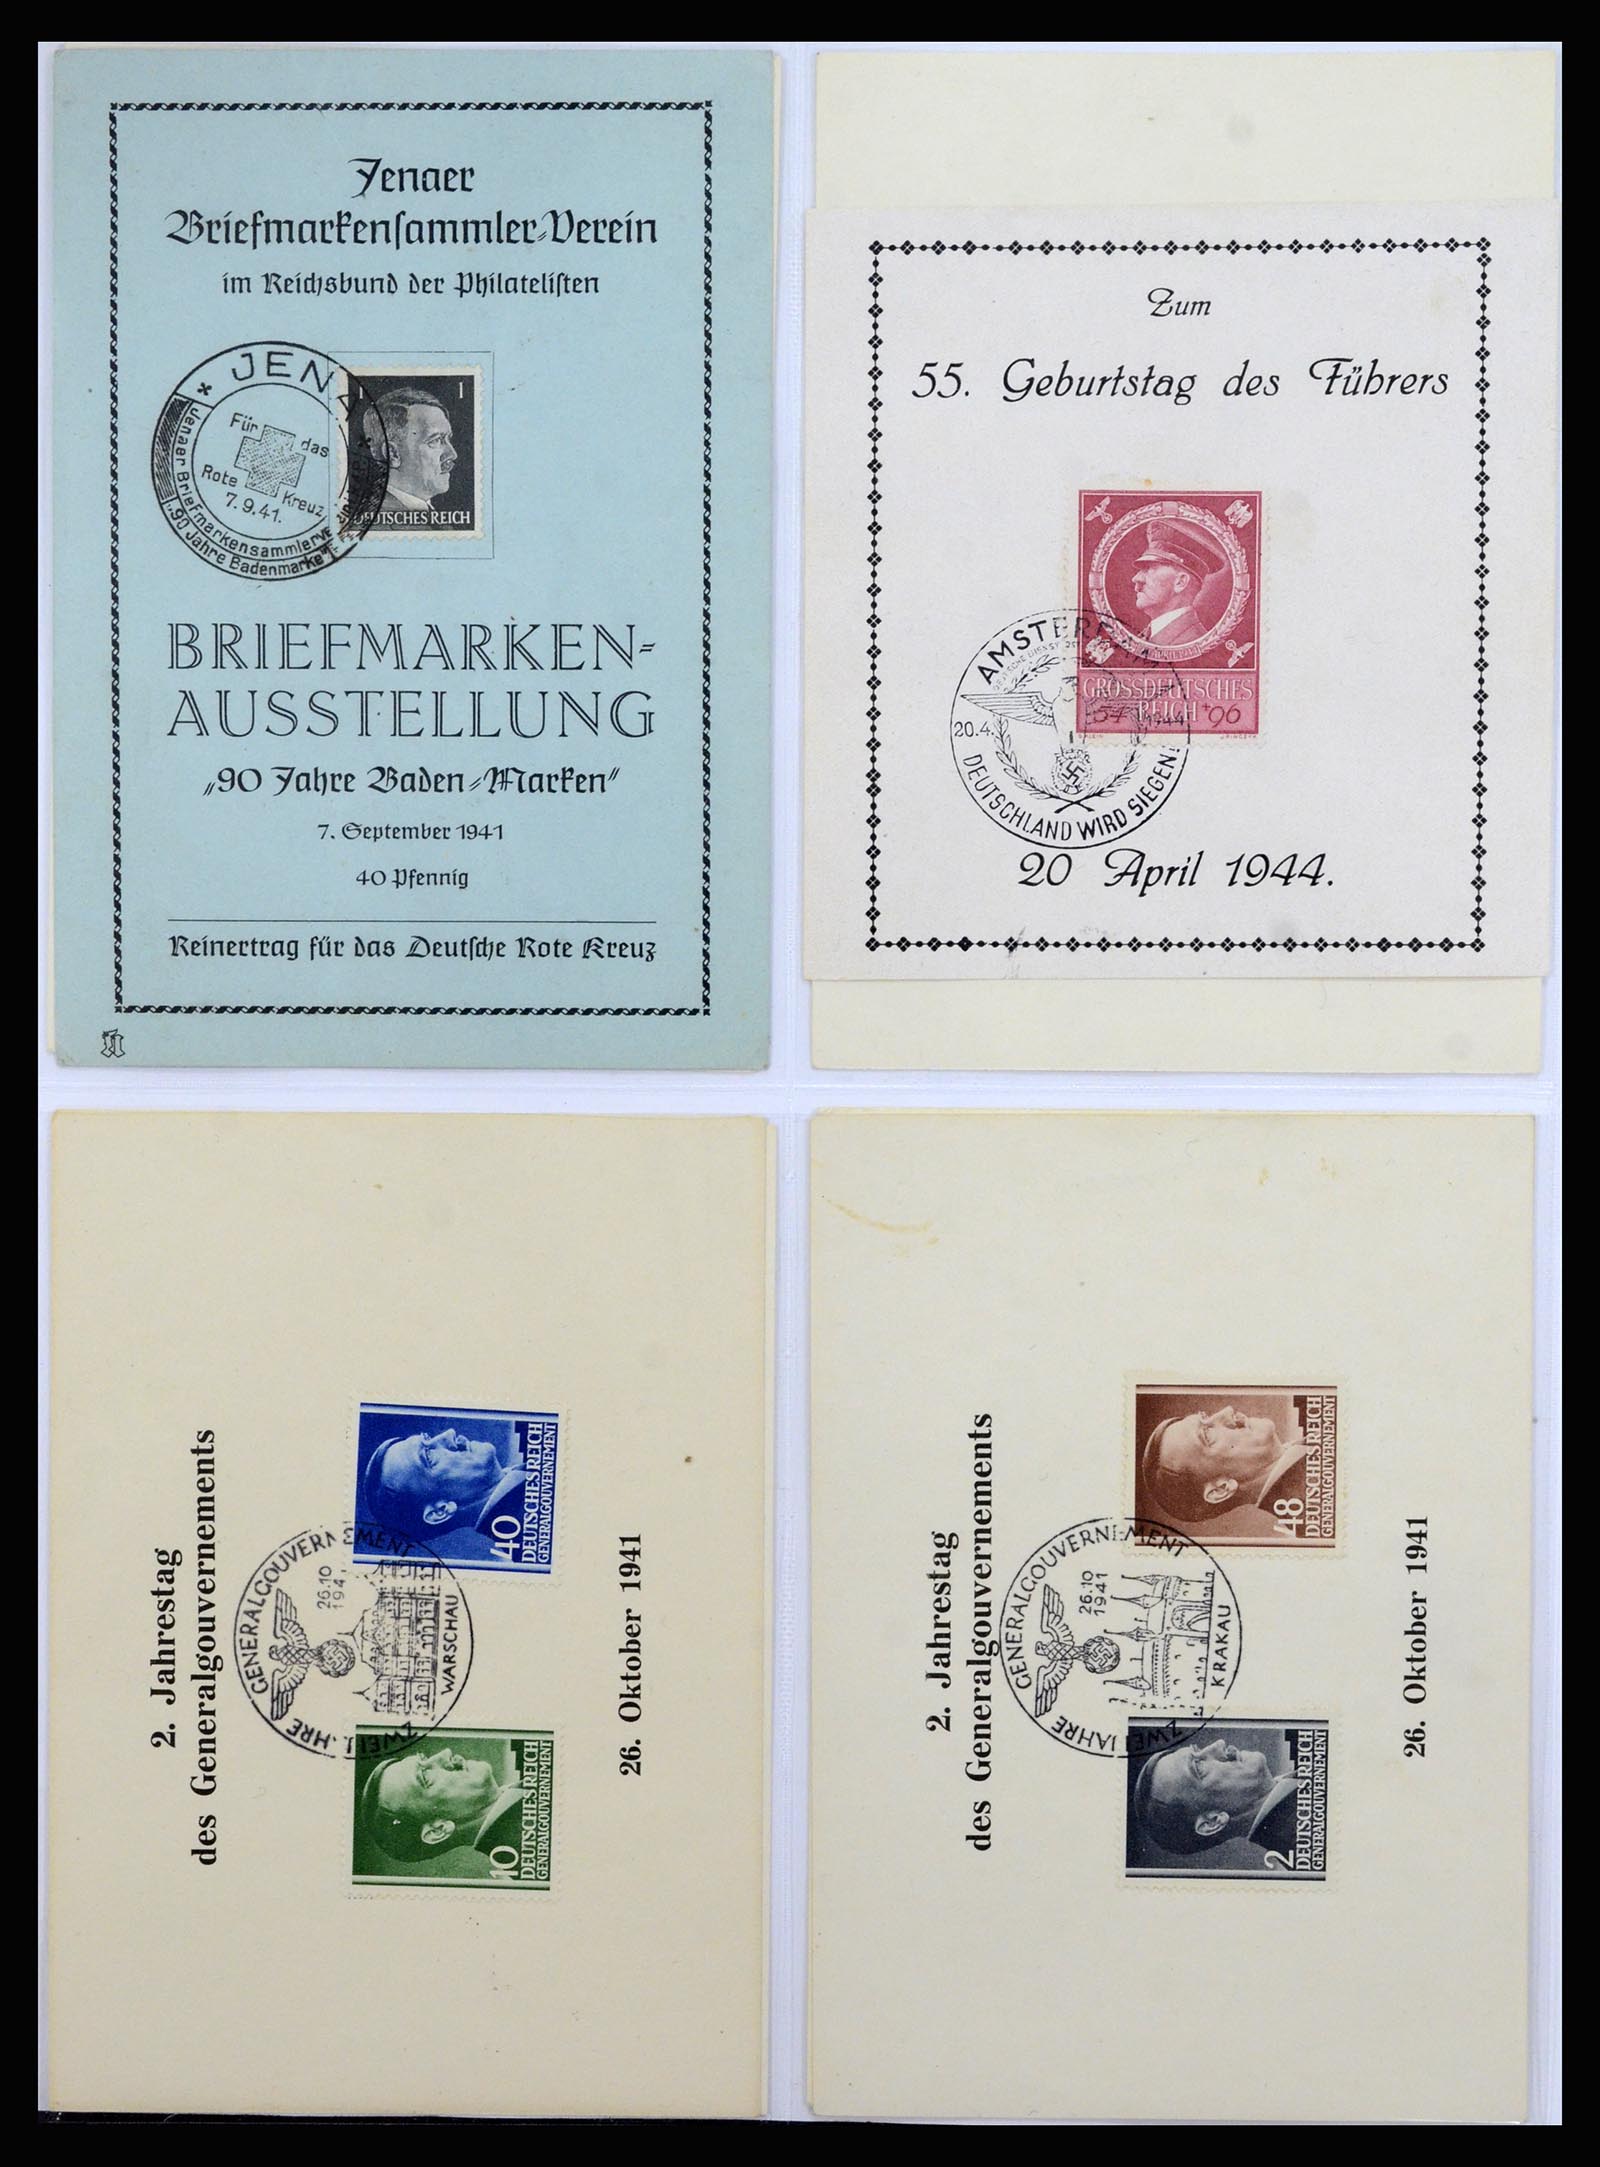 Jenaer
Briefmarkensammler-Verein
im Reichsbund der Philatelisten
JENA
Für das
Rote Kreuz
7.9.41.
Jenaer Briefmarkensammler
"90 Jahre Badenmarken"
1 1
DEUTSCHES REICH
BRIEFMARKEN-
AUSSTELLUNG
„90 Jahre Baden-Marken"
7. September 1941
40 Pfennig
Reinertrag für das Deutsche Rote Kreuz
Zum
55. Geburtstag des Führers
GROSSDEUTSCHES
REICH
54 + 96
AMSTERDAM
20.4. 1944
DEUTSCHLAND WIRD SIEGEN!
20 April 1944.
2. Jahrestag
des Generalgouvernements
40
DEUTSCHES REICH
GENERALGOUVERNEMENT
GENERALGOUVERNEMENT
26.10
1941
WARSCHAU
ZWEI JAHRE
10
DEUTSCHES REICH
GENERALGOUVERNEMENT
26. Oktober 1941
2. Jahrestag
des Generalgouvernements
48
DEUTSCHES REICH
GENERALGOUVERNEMENT
GENERALGOUVERNEMENT
26.10
1941
KRAKAU
ZWEI JAHRE
2
DEUTSCHES REICH
GENERALGOUVERNEMENT
26. Oktober 1941